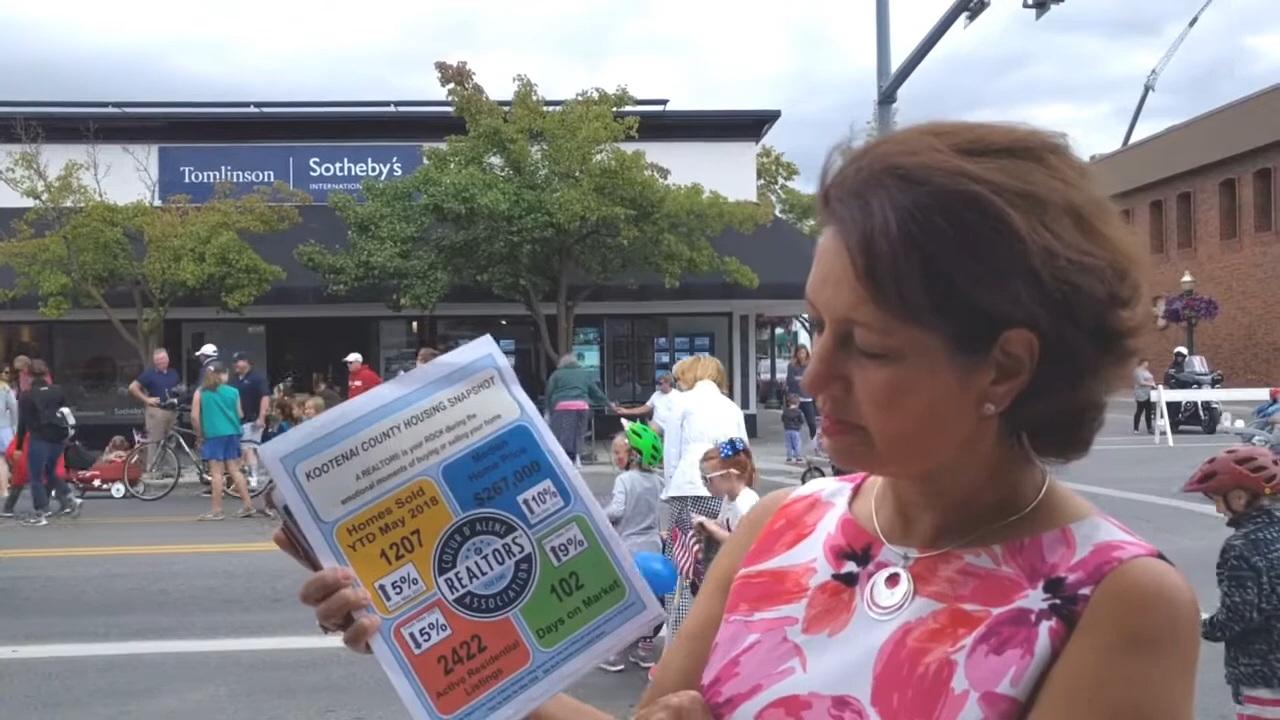 Tomlinson | Sotheby's
INTERNATIONAL
KOOTENAI COUNTY HOUSING SNAPSHOT
A REALTOR® is your ROCK during the
emotional moments of buying or selling your home
Homes Sold
YTD May 2018
1207
↑5%
Median
Home Price
$267,000
↑10%
COEUR D'ALENE
REALTORS
ASSOCIATION
↑9%
102
Days on Market
↓5%
2422
Active Residential
Listings
Sotheby's